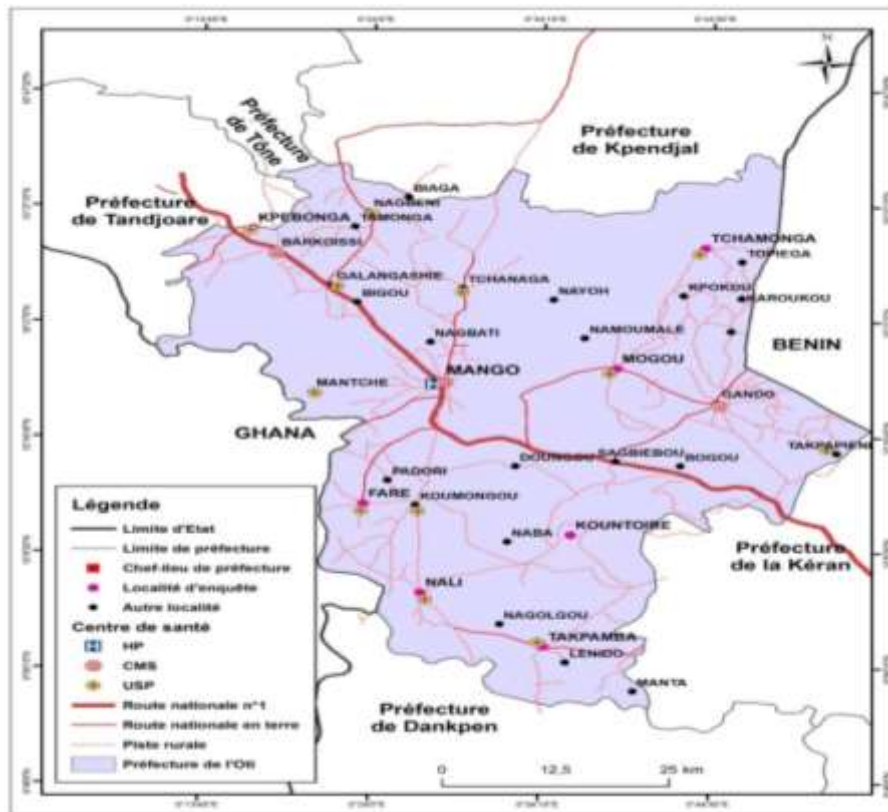 N
Préfecture
de Tône
Préfecture
de Kpendjal
Préfecture
de Tandjoare
BIAGA
NAGBENI
KPEBONGA
TAMONGA
BARKOISSI
TCHAMONGA
TOPIEGA
GALANGASHIE
TCHANAGA
BIGOU
NAYOH
KPOKOU
KAROUKOU
NAGBATI
NAMOUMALE
BENIN
MANGO
MOGOU
MANTCHE
GANDO
GHANA
DOUNGOU
SAGBIEBOU
BOGOU
PADORI
FARE
KOUMONGOU
NABA
KOUNTOIRE
Préfecture
de la Kéran
NALI
NAGOLGOU
TAKPAMBA
LENIDO
MANTA
Préfecture
de Dankpen
Légende
Limite d'Etat
Limite de préfecture
Chef-lieu de préfecture
Localité d'enquête
Autre localité
Centre de santé
H HP
CMS
USP
Route nationale n°1
Route nationale en terre
Piste rurale
Préfecture de l'Oti
0 12,5 25 km